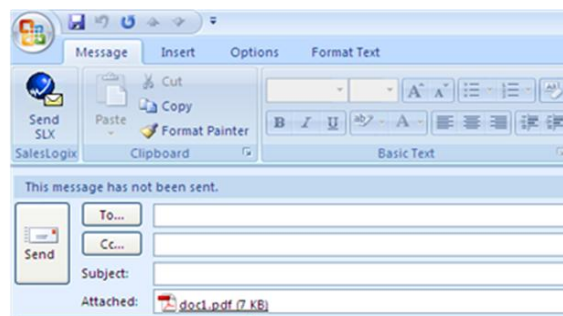 Message Insert Options Format Text
Cut
Copy
Format Painter
Paste
Send
SLX
B I U ab A
A A
SalesLogix Clipboard Basic Text
This message has not been sent.
To...
Cc...
Send
Subject:
Attached: doc1.pdf (7 KB)